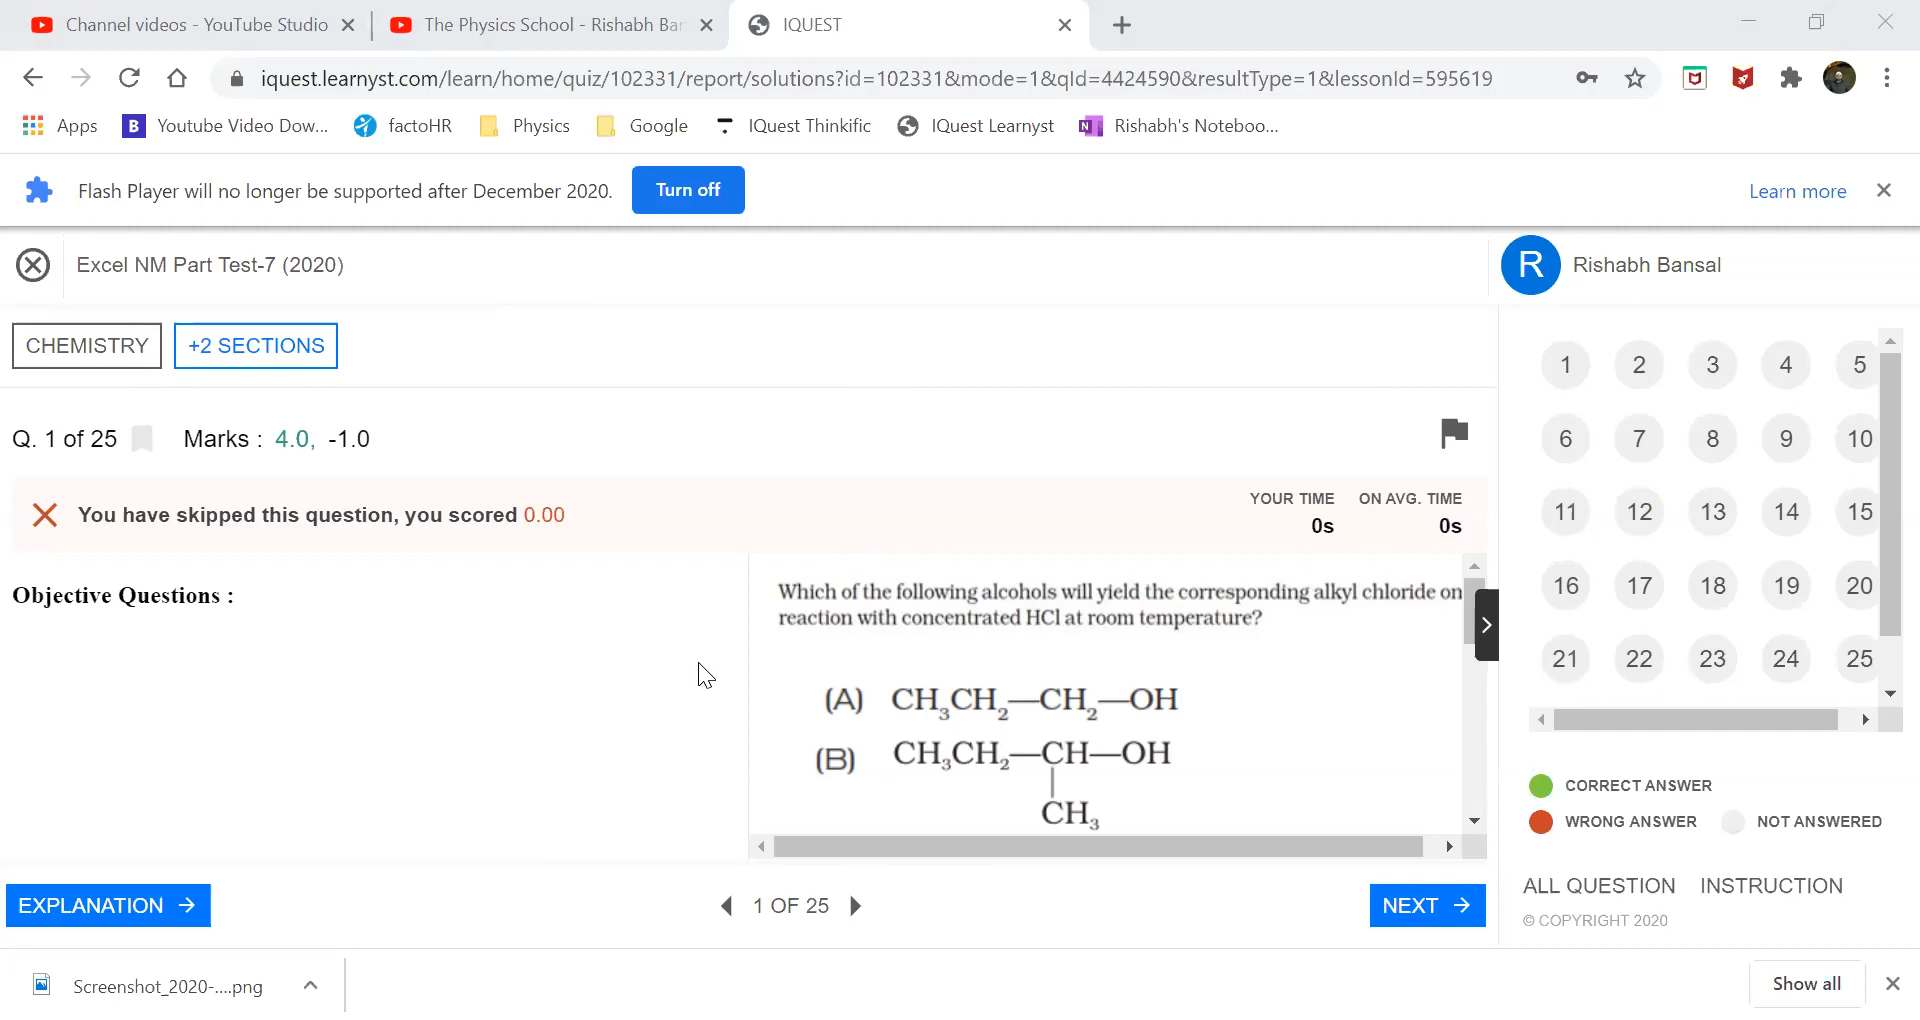 Channel videos - YouTube Studio
The Physics School - Rishabh Ban
IQUEST
iquest.learnyst.com/learn/home/quiz/102331/report/solutions?id=102331&mode=1&qId=4424590&resultType=1&lessonId=595619
Apps
B Youtube Video Dow...
factoHR
Physics
Google
IQuest Thinkific
IQuest Learnyst
N Rishabh's Noteboo...
Flash Player will no longer be supported after December 2020.
Turn off
Learn more
Excel NM Part Test-7 (2020)
R Rishabh Bansal
CHEMISTRY
+2 SECTIONS
Q. 1 of 25 Marks : 4.0, -1.0
You have skipped this question, you scored 0.00
YOUR TIME ON AVG. TIME
0s 0s
Objective Questions :
Which of the following alcohols will yield the corresponding alkyl chloride on
reaction with concentrated HCl at room temperature?
(A) CH₃CH₂—CH₂—OH
(B) CH₃CH₂—CH—OH
|
CH₃
1 2 3 4 5
6 7 8 9 10
11 12 13 14 15
16 17 18 19 20
21 22 23 24 25
CORRECT ANSWER
WRONG ANSWER NOT ANSWERED
EXPLANATION →
1 OF 25
NEXT →
ALL QUESTION INSTRUCTION
© COPYRIGHT 2020
Screenshot_2020-....png
Show all